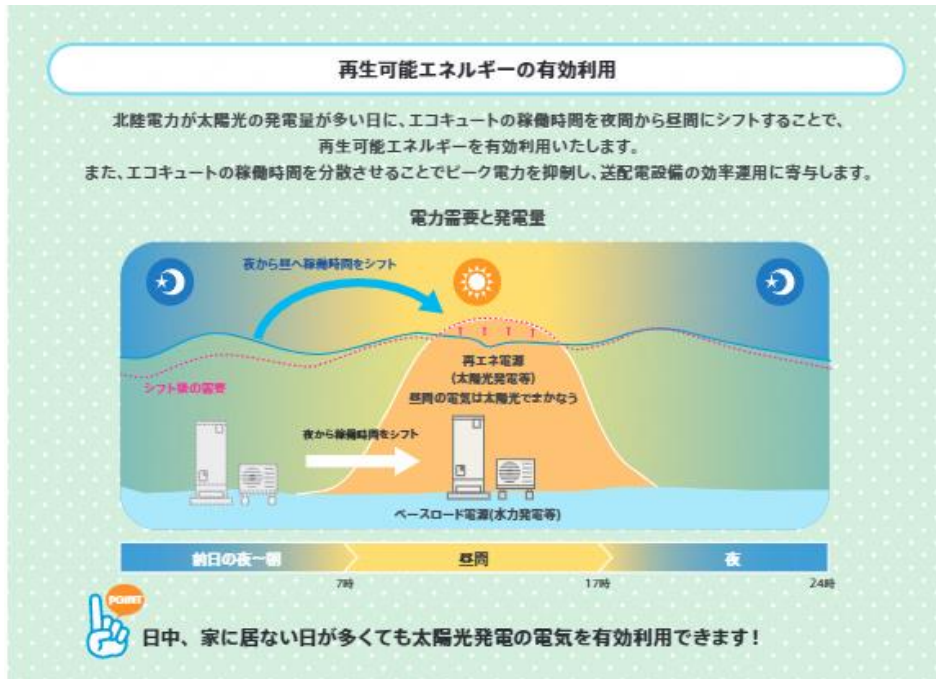 再生可能エネルギーの有効利用
北陸電力が太陽光の発電量が多い日に、エコキュートの稼働時間を夜間から昼間にシフトすることで、
再生可能エネルギーを有効利用いたします。
また、エコキュートの稼働時間を分散させることでピーク電力を抑制し、送配電設備の効率運用に寄与します。
電力需要と発電量
夜から昼へ稼働時間をシフト
再エネ電源
(太陽光発電等)
シフト後の需要
昼間の電気は太陽光でまかなう
夜から稼働時間をシフト
ベースロード電源(水力発電等)
前日の夜～朝
昼間
夜
7時
17時
24時
POINT
日中、家に居ない日が多くても太陽光発電の電気を有効利用できます!